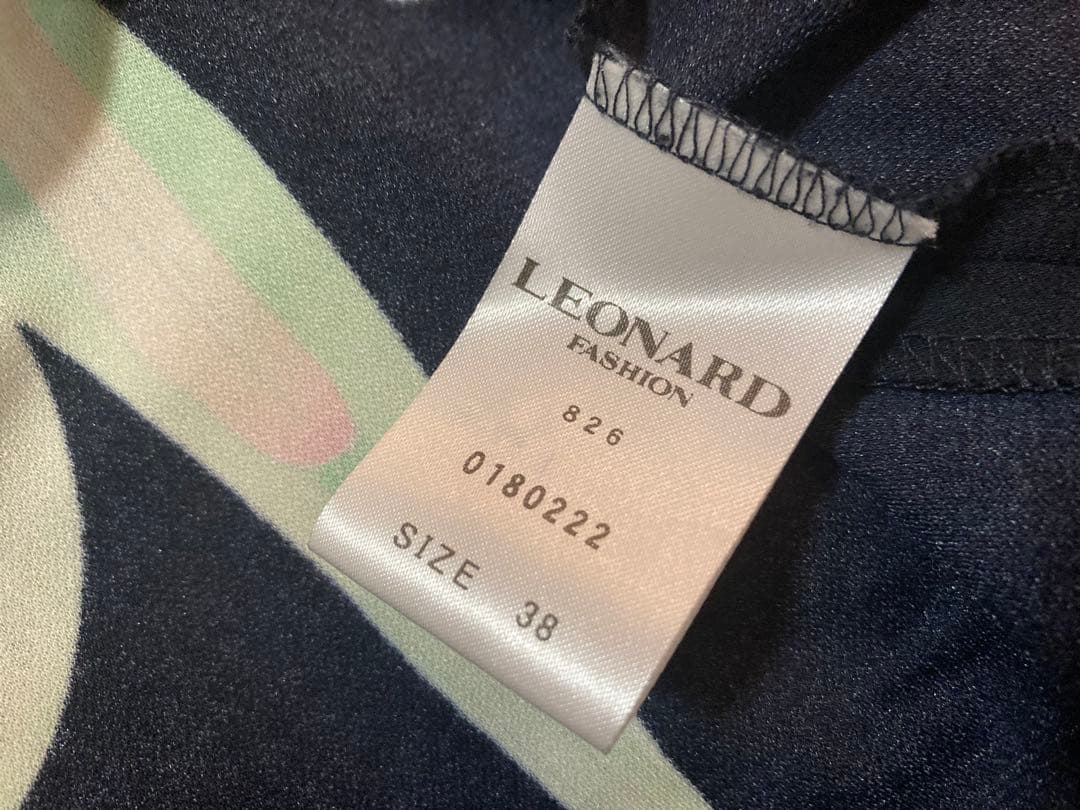 LEONARD
FASHION
826
0180222
SIZE 38